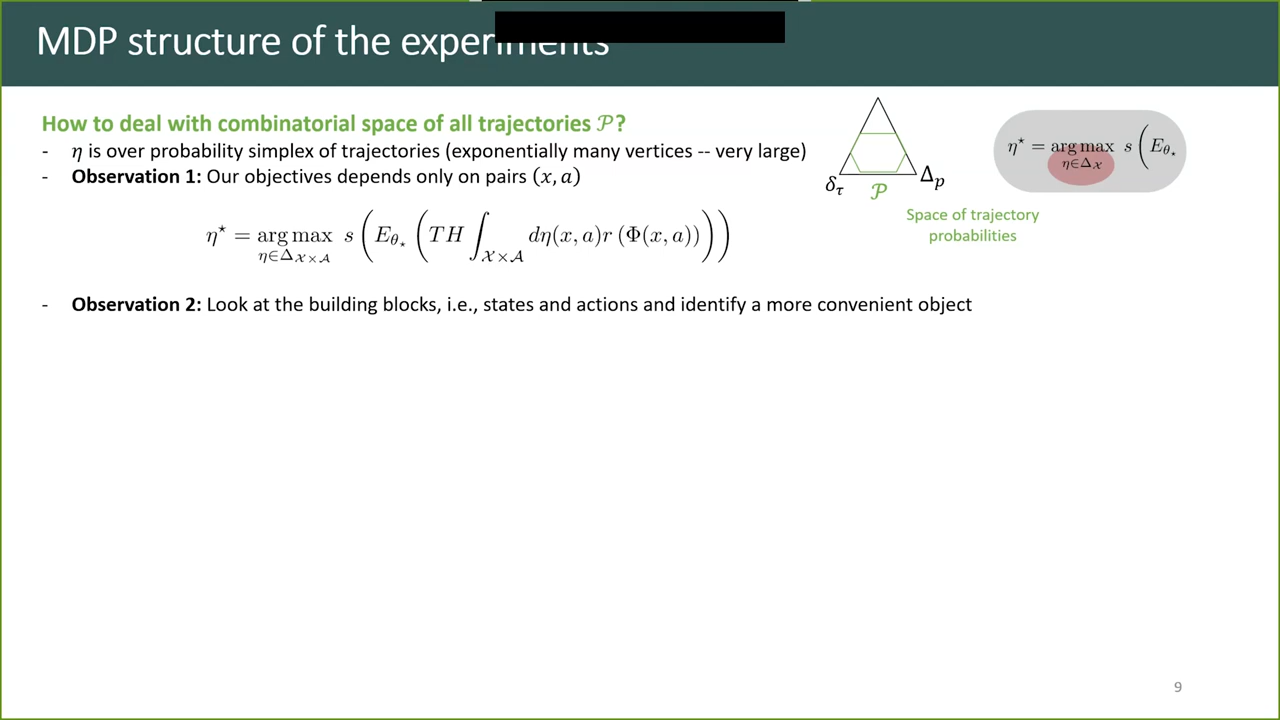 MDP structure of the experiments
How to deal with combinatorial space of all trajectories 𝒫?
- η is over probability simplex of trajectories (exponentially many vertices -- very large)
- Observation 1: Our objectives depends only on pairs (x, a)
η⋆ = arg max_{η∈Δ_{𝒳×𝒜}} s ( E_{θ⋆} ( TH ∫_{𝒳×𝒜} dη(x, a)r (Φ(x, a)) ) )
- Observation 2: Look at the building blocks, i.e., states and actions and identify a more convenient object
δ_τ 𝒫 Δ_p
Space of trajectory
probabilities
η⋆ = arg max_{η∈Δ_𝒳} s ( E_{θ⋆}
9